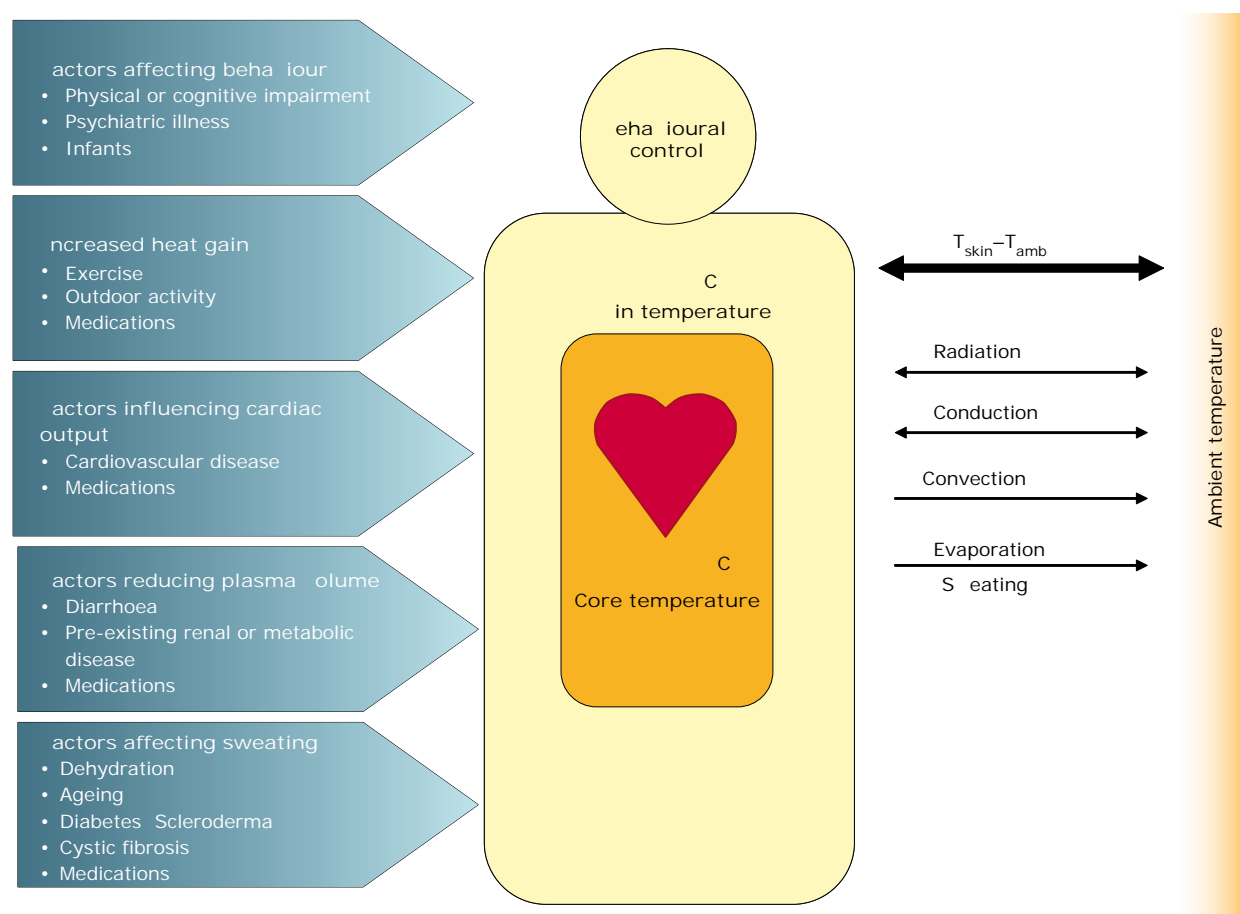 actors affecting beha iour
• Physical or cognitive impairment
• Psychiatric illness
• Infants
ncreased heat gain
• Exercise
• Outdoor activity
• Medications
actors influencing cardiac
output
• Cardiovascular disease
• Medications
actors reducing plasma olume
• Diarrhoea
• Pre-existing renal or metabolic
disease
• Medications
actors affecting sweating
• Dehydration
• Ageing
• Diabetes Scleroderma
• Cystic fibrosis
• Medications
eha ioural
control
C
in temperature
C
Core temperature
Tskin–Tamb
Radiation
Conduction
Convection
Evaporation
S eating
Ambient temperature